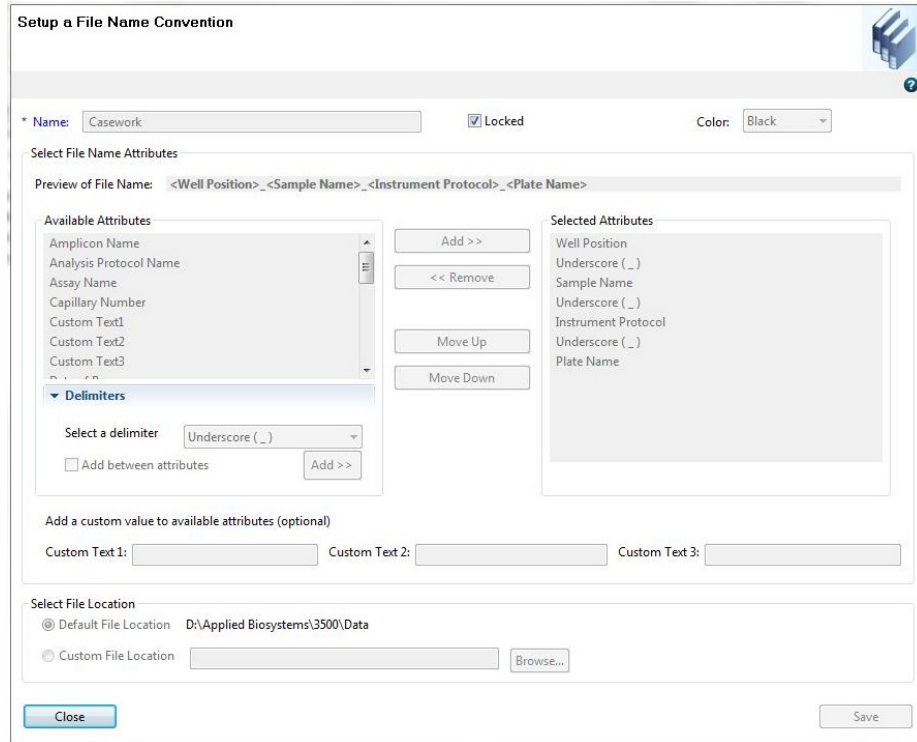 Setup a File Name Convention
?
* Name: Casework Locked Color: Black
Select File Name Attributes
Preview of File Name: <Well Position>_<Sample Name>_<Instrument Protocol>_<Plate Name>
Available Attributes
Amplicon Name
Analysis Protocol Name
Assay Name
Capillary Number
Custom Text1
Custom Text2
Custom Text3
Delimiters
Select a delimiter Underscore ( _ )
Add between attributes Add >>
Add >>
<< Remove
Move Up
Move Down
Selected Attributes
Well Position
Underscore ( _ )
Sample Name
Underscore ( _ )
Instrument Protocol
Underscore ( _ )
Plate Name
Add a custom value to available attributes (optional)
Custom Text 1: Custom Text 2: Custom Text 3:
Select File Location
Default File Location D:\Applied Biosystems\3500\Data
Custom File Location Browse...
Close Save